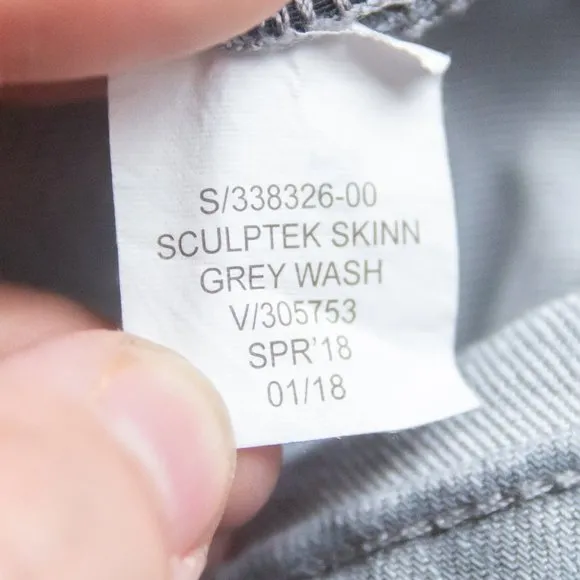 S/338326-00
SCULPTEK SKINN
GREY WASH
V/305753
SPR'18
01/18